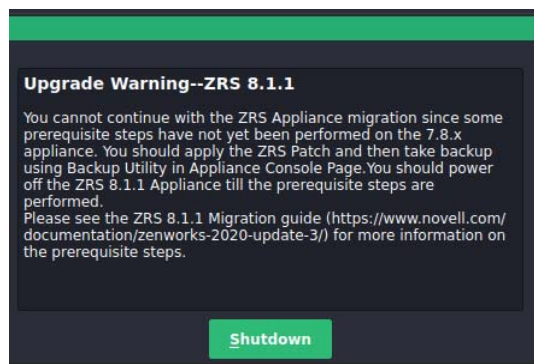 Upgrade Warning--ZRS 8.1.1
You cannot continue with the ZRS Appliance migration since some
prerequisite steps have not yet been performed on the 7.8.x
appliance. You should apply the ZRS Patch and then take backup
using Backup Utility in Appliance Console Page.You should power
off the ZRS 8.1.1 Appliance till the prerequisite steps are
performed.
Please see the ZRS 8.1.1 Migration guide (https://www.novell.com/
documentation/zenworks-2020-update-3/) for more information on
the prerequisite steps.
Shutdown